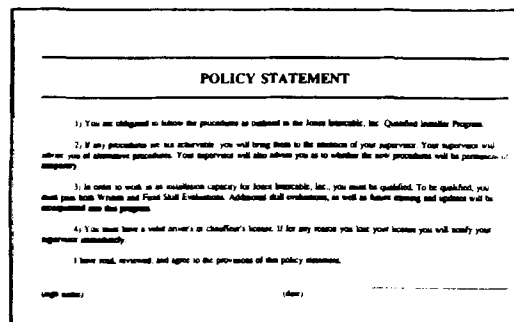 POLICY STATEMENT
1) You are obligated to follow the procedures as outlined in the Jones Intercable, Inc. Qualified Installer Program.
2) If any procedures are not achievable you will bring them to the attention of your supervisor. Your supervisor will
advise you of alternative procedures. Your supervisor will also advise you as to whether the new procedures will be permanent or
temporary
3) In order to work in an installation capacity for Jones Intercable, Inc., you must be qualified. To be qualified, you
must pass both Written and Field Skill Evaluations. Additional skill evaluations, as well as future training and updates will be
incorporated into this program.
4) You must have a valid driver's or chauffeur's license. If for any reason you lose your license you will notify your
supervisor immediately
I have read, reviewed, and agree to the provisions of this policy statement.
(sign name) (date)